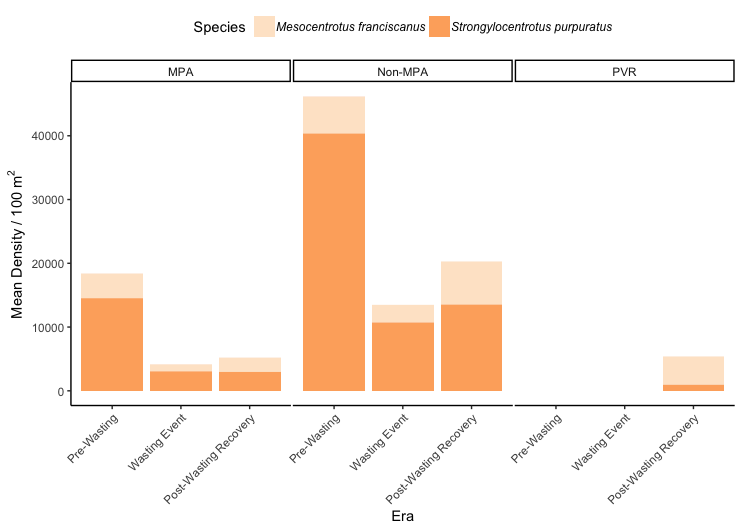 Species Mesocentrotus franciscanus Strongylocentrotus purpuratus
MPA Non-MPA PVR
Mean Density / 100 m²
40000
30000
20000
10000
0
Pre-Wasting Wasting Event Post-Wasting Recovery Pre-Wasting Wasting Event Post-Wasting Recovery Pre-Wasting Wasting Event Post-Wasting Recovery
Era